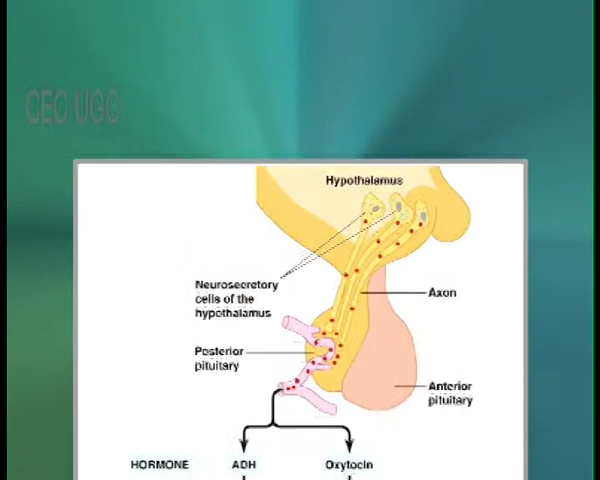 CEC UGC
Hypothalamus
Neurosecretory
cells of the
hypothalamus
Axon
Posterior
pituitary
Anterior
pituitary
HORMONE ADH Oxytocin